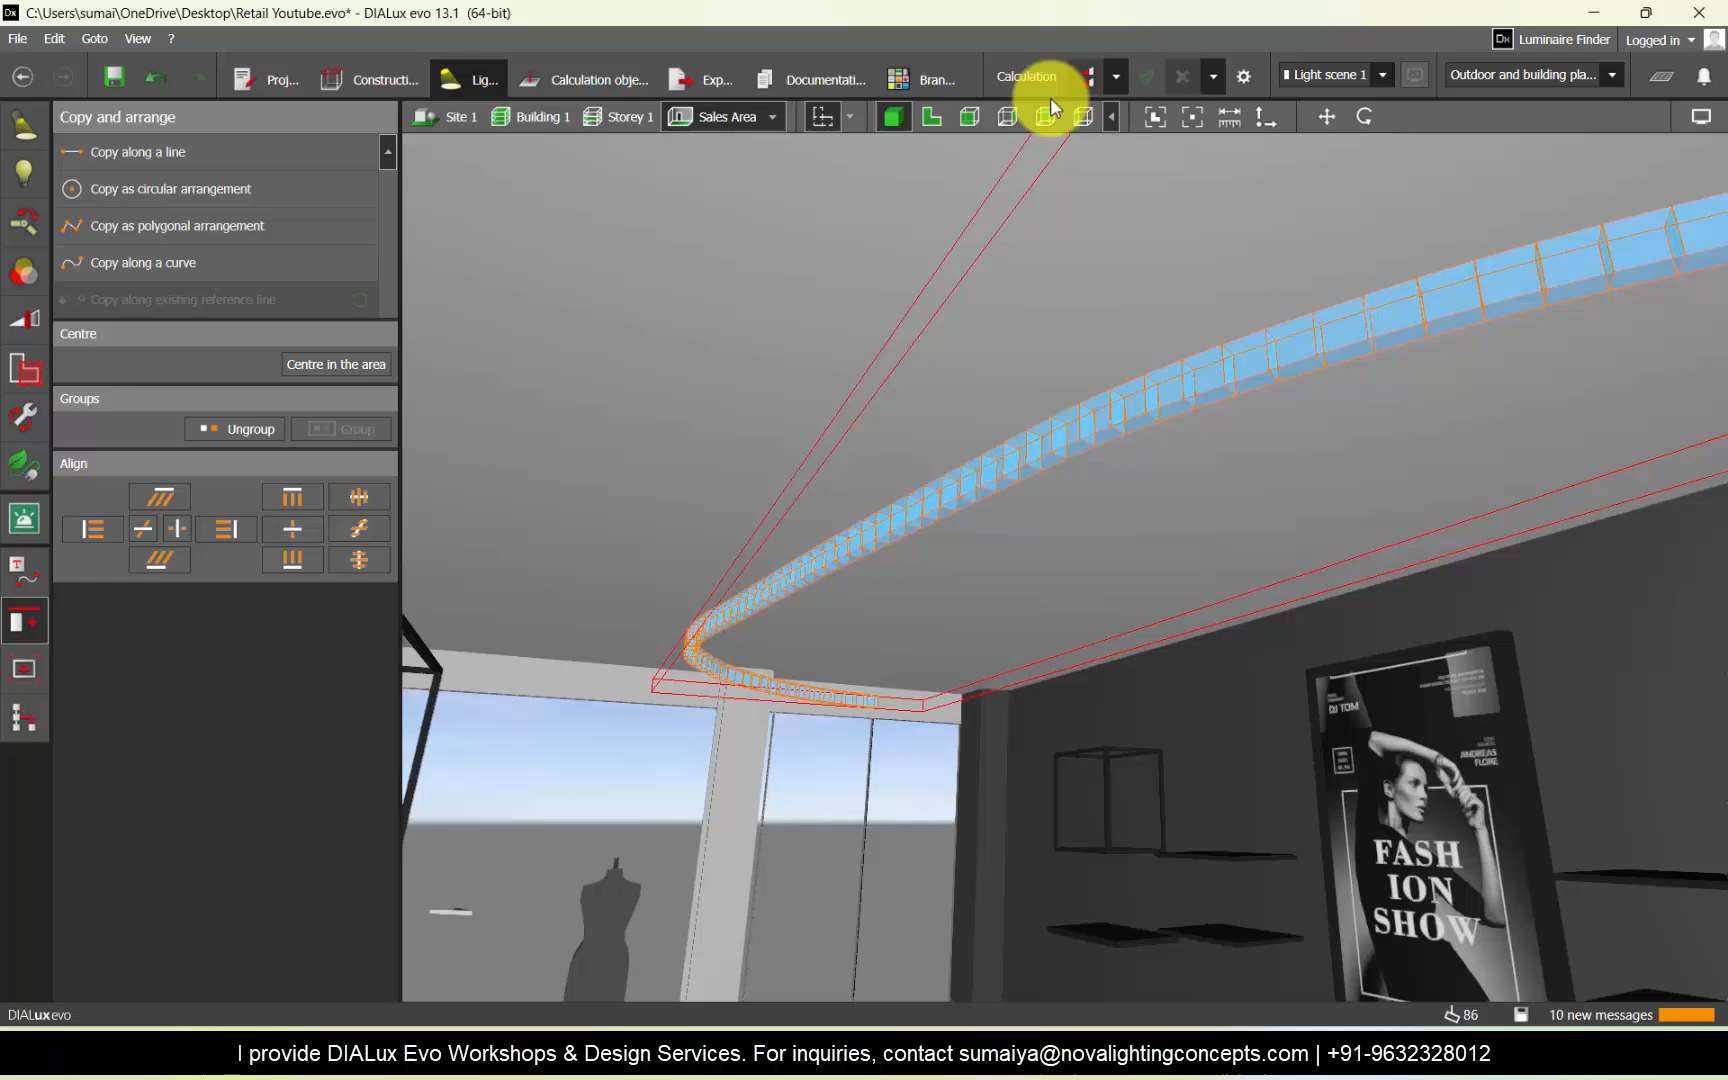 Dx C:\Users\sumai\OneDrive\Desktop\Retail Youtube.evo* - DIALux evo 13.1 (64-bit)
File Edit Goto View ?
Dx Luminaire Finder Logged in
Proj... Constructi... Lig... Calculation obje... Exp... Documentati... Bran... Calculation Light scene 1 Outdoor and building pla...
Copy and arrange
Site 1 Building 1 Storey 1 Sales Area
Copy along a line
Copy as circular arrangement
Copy as polygonal arrangement
Copy along a curve
Copy along existing reference line
Centre
Centre in the area
Groups
Ungroup Group
Align
DJ TOM
ANDREAS
FLORE
FASH
ION
SHOW
DIALux evo
86 10 new messages
I provide DIALux Evo Workshops & Design Services. For inquiries, contact sumaiya@novalightingconcepts.com | +91-9632328012